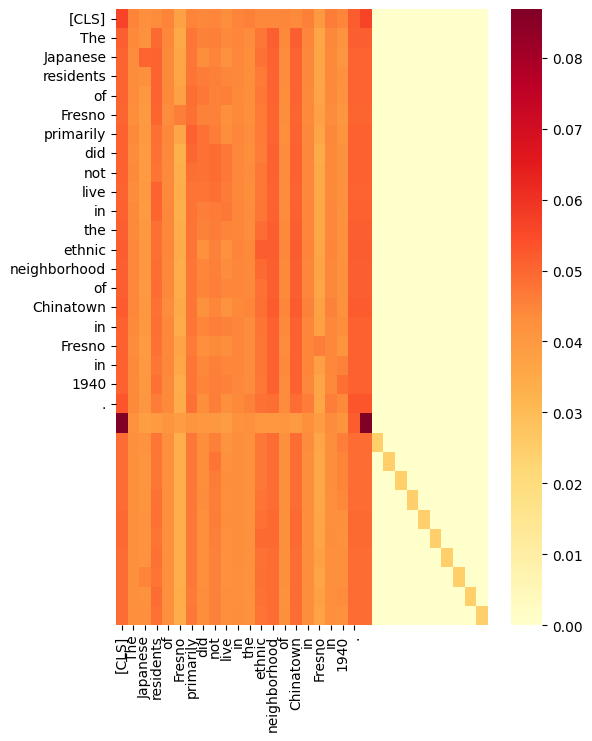 [CLS]
The
Japanese
residents
of
Fresno
primarily
did
not
live
in
the
ethnic
neighborhood
of
Chinatown
in
Fresno
in
1940
.
0.08
0.07
0.06
0.05
0.04
0.03
0.02
0.01
0.00
[CLS]
The
Japanese
residents
of
Fresno
primarily
did
not
live
in
the
ethnic
neighborhood
of
Chinatown
in
Fresno
in
1940
.